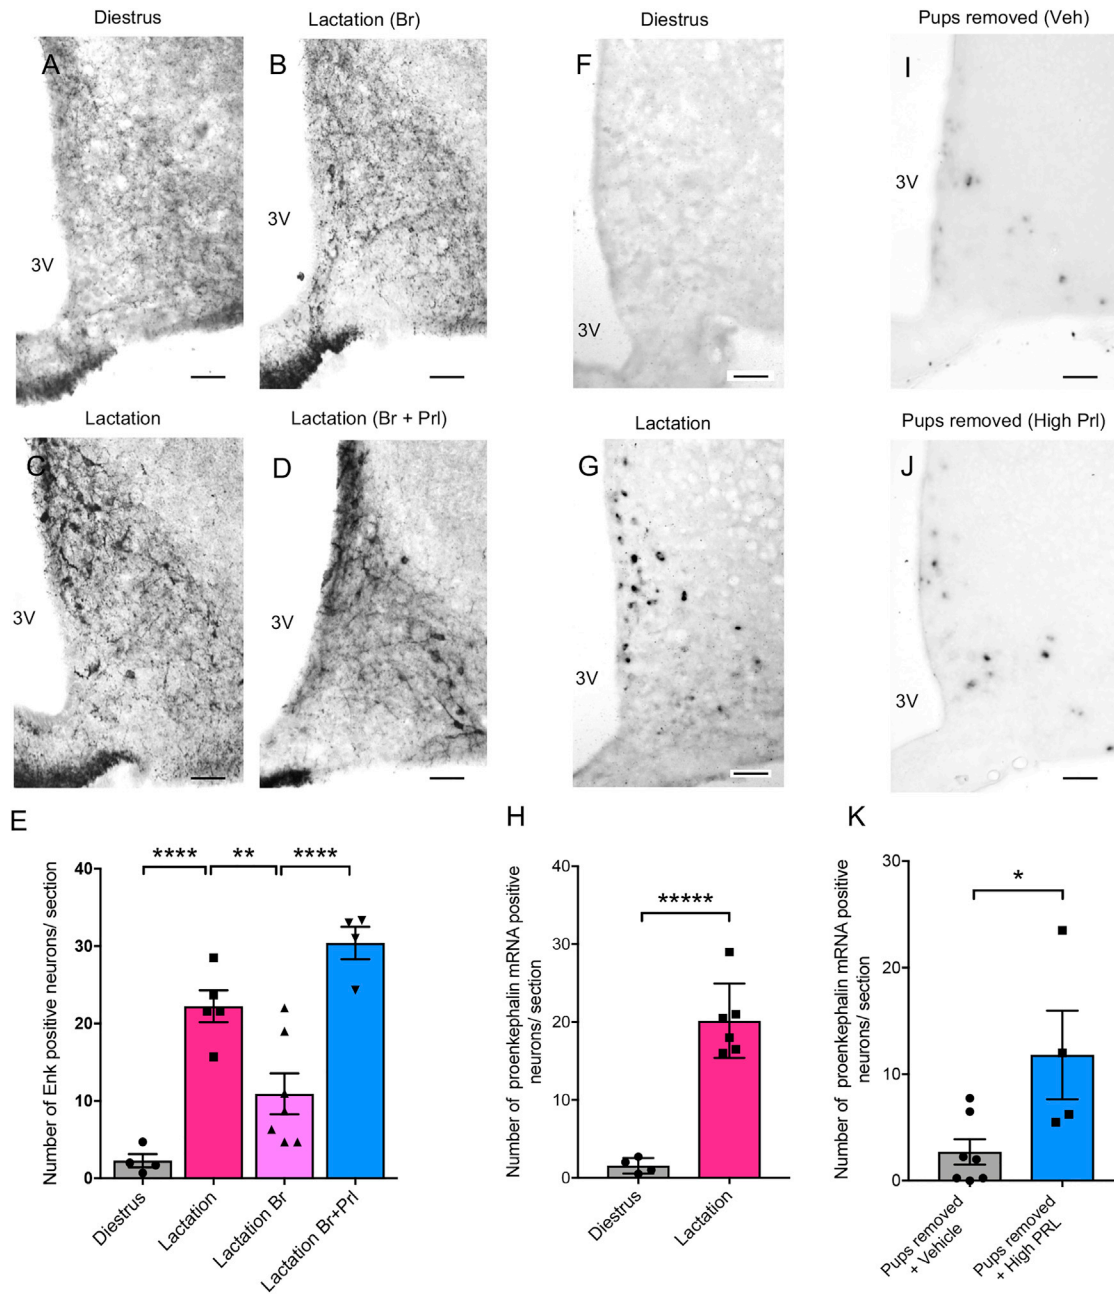 Diestrus
Lactation (Br)
Diestrus
Pups removed (Veh)
A
B
F
I
3V
3V
3V
3V
Lactation
Lactation (Br + Prl)
Lactation
Pups removed (High Prl)
C
D
G
J
3V
3V
3V
3V
E
Number of Enk positive neurons/ section
40
30
20
10
0
****
**
****
Diestrus
Lactation
Lactation Br
Lactation Br+Prl
H
Number of proenkephalin mRNA positive
neurons/ section
40
30
20
10
0
*****
Diestrus
Lactation
K
Number of proenkephalin mRNA positive
neurons/ section
30
20
10
0
*
Pups removed
+ Vehicle
Pups removed
+ High PRL